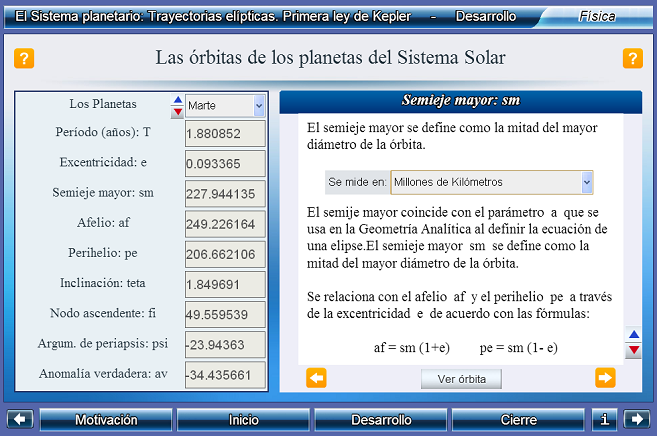 El Sistema planetario: Trayectorias elípticas. Primera ley de Kepler - Desarrollo Física
? Las órbitas de los planetas del Sistema Solar ?
Los Planetas Marte
Período (años): T 1.880852
Excentricidad: e 0.093365
Semieje mayor: sm 227.944135
Afelio: af 249.226164
Perihelio: pe 206.662106
Inclinación: teta 1.849691
Nodo ascendente: fi 49.559539
Argum. de periapsis: psi -23.94363
Anomalía verdadera: av -34.435661
Semieje mayor: sm
El semieje mayor se define como la mitad del mayor
diámetro de la órbita.
Se mide en: Millones de Kilómetros
El semije mayor coincide con el parámetro a que se
usa en la Geometría Analítica al definir la ecuación de
una elipse.El semieje mayor sm se define como la
mitad del mayor diámetro de la órbita.
Se relaciona con el afelio af y el perihelio pe a través
de la excentricidad e de acuerdo con las fórmulas:
af = sm (1+e) pe = sm (1- e)
Ver órbita
Motivación Inicio Desarrollo Cierre i